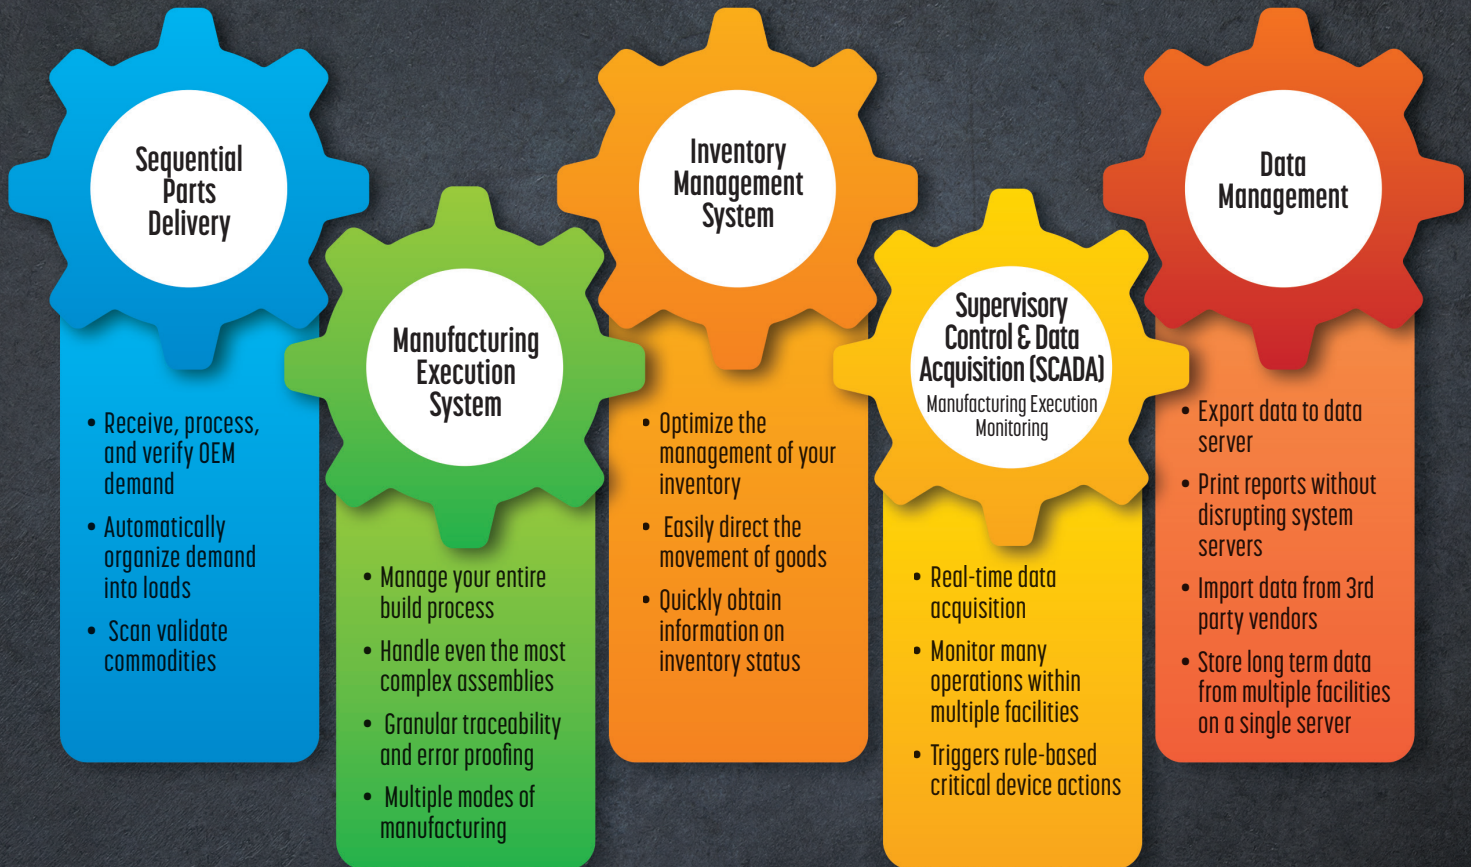 Sequential
Parts
Delivery
• Receive, process,
and verify OEM
demand
• Automatically
organize demand
into loads
• Scan validate
commodities
Manufacturing
Execution
System
• Manage your entire
build process
• Handle even the most
complex assemblies
• Granular traceability
and error proofing
• Multiple modes of
manufacturing
Inventory
Management
System
• Optimize the
management of your
inventory
• Easily direct the
movement of goods
• Quickly obtain
information on
inventory status
Supervisory
Control & Data
Acquisition (SCADA)
Manufacturing Execution
Monitoring
• Real-time data
acquisition
• Monitor many
operations within
multiple facilities
• Triggers rule-based
critical device actions
Data
Management
• Export data to data
server
• Print reports without
disrupting system
servers
• Import data from 3rd
party vendors
• Store long term data
from multiple facilities
on a single server